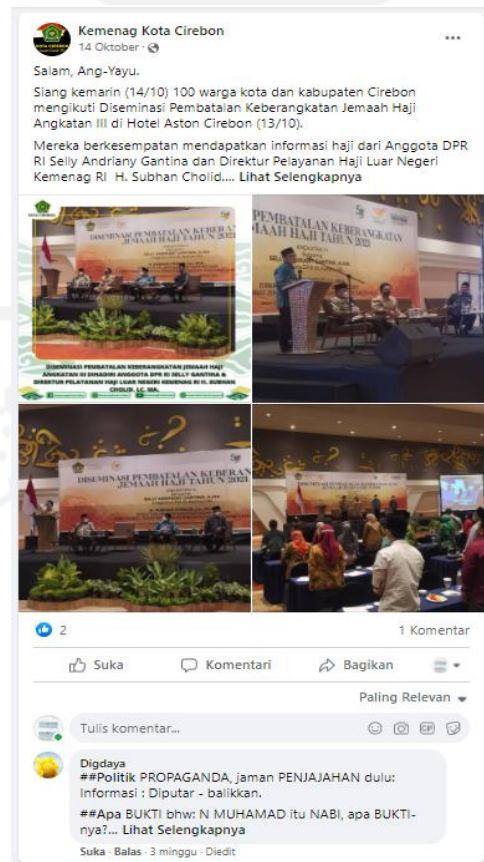 Kemenag Kota Cirebon
14 Oktober ·
Salam, Ang-Yayu.
Siang kemarin (14/10) 100 warga kota dan kabupaten Cirebon
mengikuti Diseminasi Pembatalan Keberangkatan Jemaah Haji
Angkatan III di Hotel Aston Cirebon (13/10).
Mereka berkesempatan mendapatkan informasi haji dari Anggota DPR
RI Selly Andriany Gantina dan Direktur Pelayanan Haji Luar Negeri
Kemenag RI H. Subhan Cholid.... Lihat Selengkapnya
DISEMINASI PEMBATALAN KEBERANGKATAN
JEMAAH HAJI TAHUN 2021
DISEMINASI PEMBATALAN KEBERANGKATAN JEMAAH HAJI
ANGKATAN III DIHADIRI ANGGOTA DPR RI SELLY GANTINA &
DIREKTUR PELAYANAN HAJI LUAR NEGERI KEMENAG RI H. SUBHAN
CHOLID, LC. MA.
PEMBATALAN KEBERANGKATAN
MAAH HAJI TAHUN 2021
DISEMINASI PEMBATALAN KEBERAN
JEMAAH HAJI TAHUN 2021
2
1 Komentar
Suka
Komentari
Bagikan
Paling Relevan
Tulis komentar...
GIF
Digdaya
##Politik PROPAGANDA, jaman PENJAJAHAN dulu:
Informasi : Diputar - balikkan.
##Apa BUKTI bhw: N MUHAMAD itu NABI, apa BUKTI-
nya?... Lihat Selengkapnya
Suka · Balas · 3 minggu · Diedit